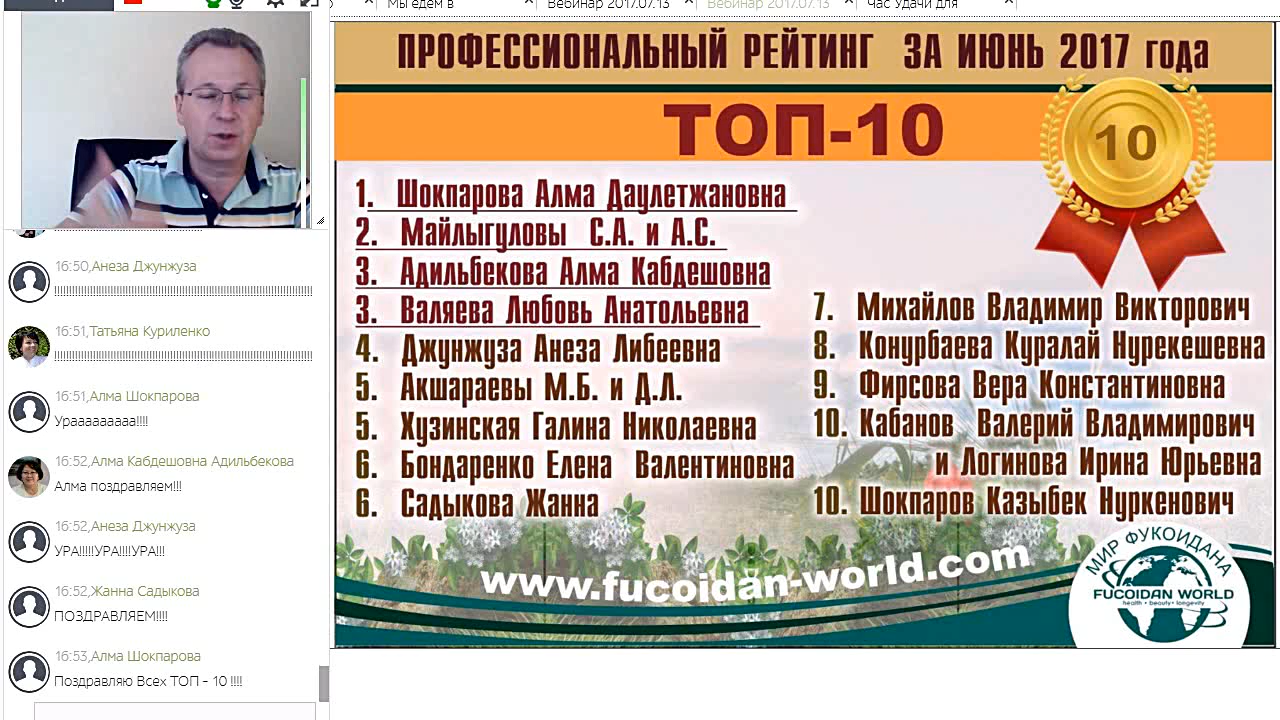 Мы едем в
Вебинар 2017.07.13
Вебинар 2017.07.13
Час Удачи для
ПРОФЕССИОНАЛЬНЫЙ РЕЙТИНГ ЗА ИЮНЬ 2017 года
ТОП-10
10
1. Шокпарова Алма Даулетжановна
2. Майлыгуловы С.А. и А.С.
3. Адильбекова Алма Кабдешовна
3. Валяева Любовь Анатольевна
4. Джунжуза Анеза Либеевна
5. Акшараевы М.Б. и Д.Л.
5. Хузинская Галина Николаевна
6. Бондаренко Елена Валентиновна
6. Садыкова Жанна
7. Михайлов Владимир Викторович
8. Конурбаева Куралай Нурекешевна
9. Фирсова Вера Константиновна
10. Кабанов Валерий Владимирович
и Логинова Ирина Юрьевна
10. Шокпаров Казыбек Нуркенович
www.fucoidan-world.com
МИР ФУКОИДАНА
FUCOIDAN WORLD
health • beauty • longevity
16:50,Анеза Джунжуза
16:51,Татьяна Куриленко
16:51,Алма Шокпарова
Урааааааааа!!!!
16:52,Алма Кабдешовна Адильбекова
Алма поздравляем!!!
16:52,Анеза Джунжуза
УРА!!!!!УРА!!!!УРА!!!
16:52,Жанна Садыкова
ПОЗДРАВЛЯЕМ!!!!
16:53,Алма Шокпарова
Поздравляю Всех ТОП - 10 !!!!